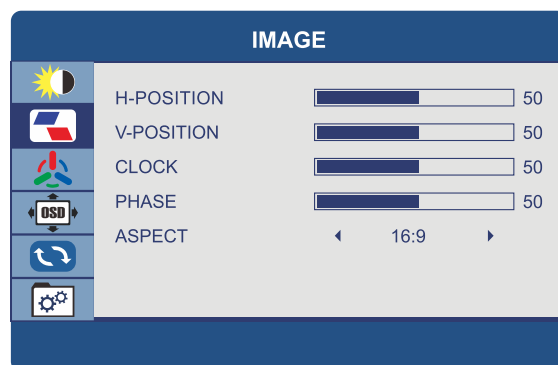 IMAGE
H-POSITION 50
V-POSITION 50
CLOCK 50
PHASE 50
OSD
ASPECT 16:9